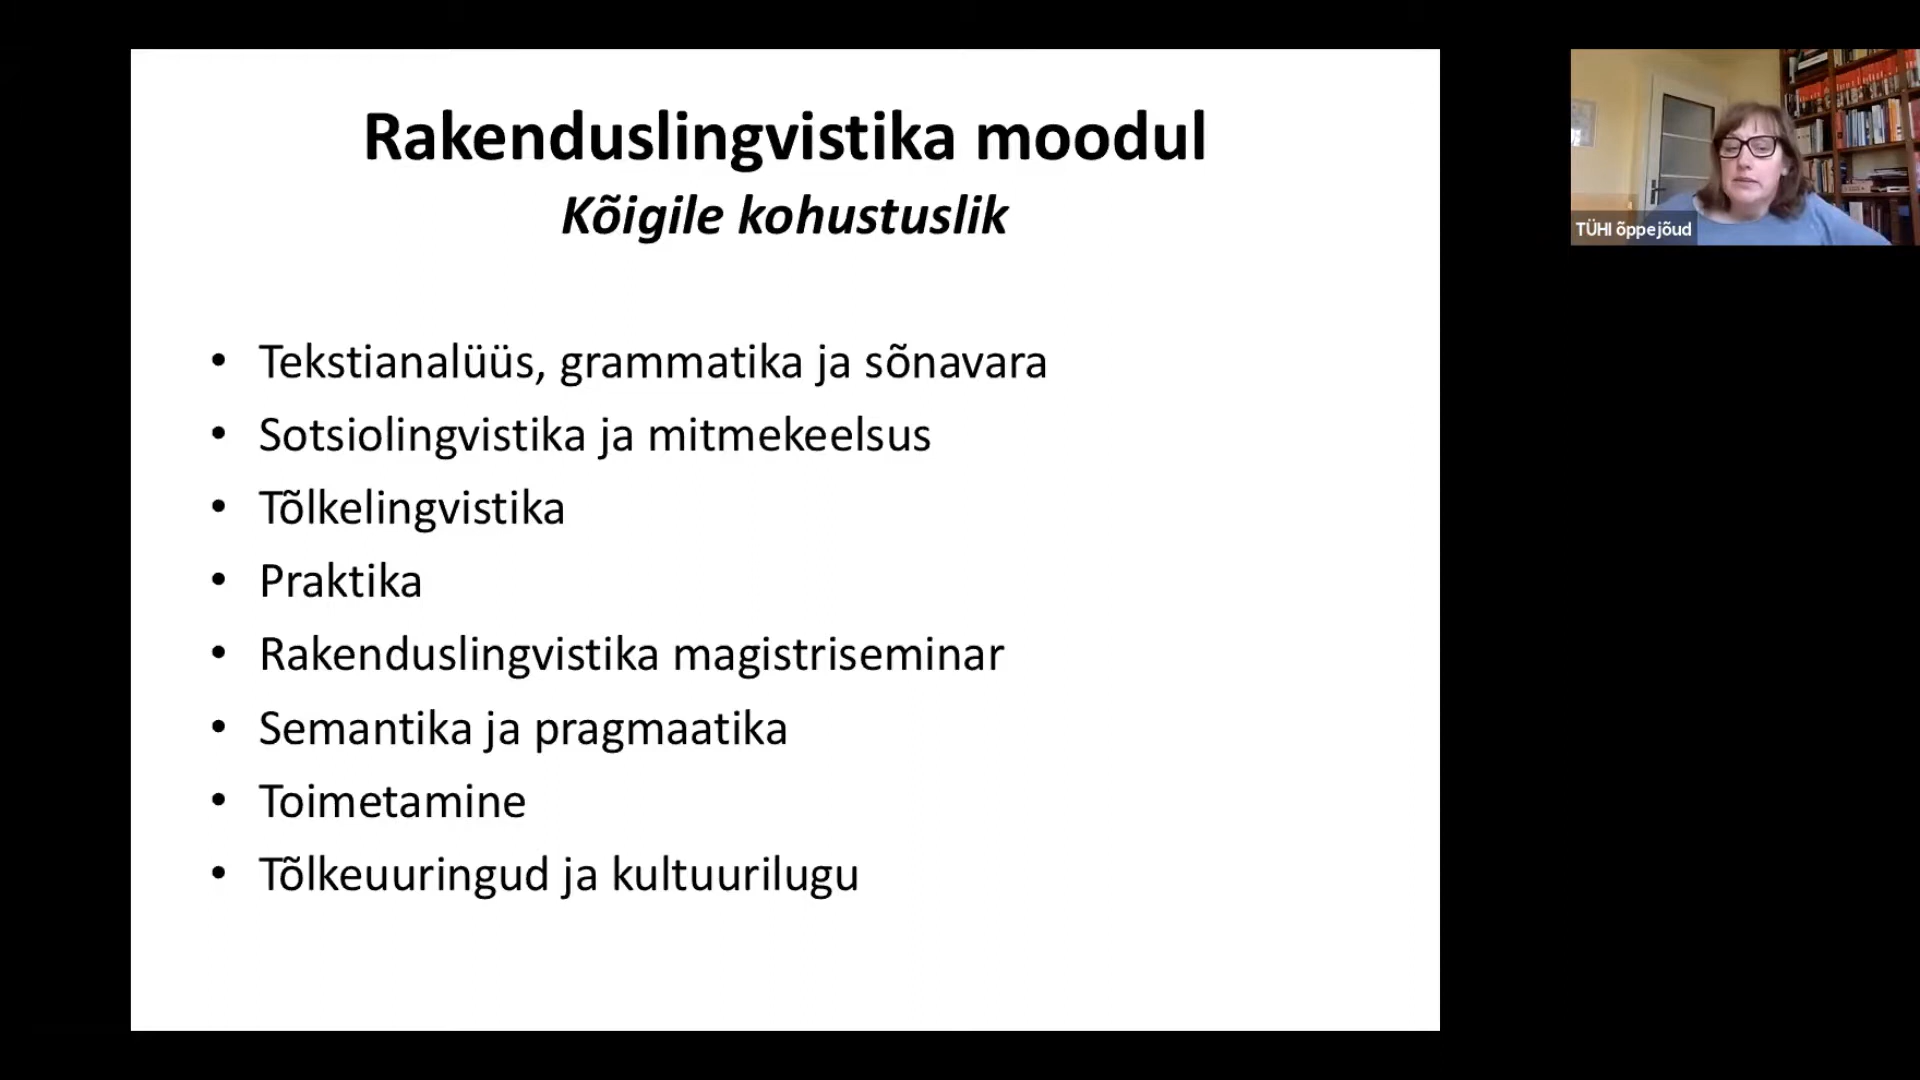 Rakenduslingvistika moodul
Kõigile kohustuslik
• Tekstianalüüs, grammatika ja sõnavara
• Sotsiolingvistika ja mitmekeelsus
• Tõlkelingvistika
• Praktika
• Rakenduslingvistika magistriseminar
• Semantika ja pragmaatika
• Toimetamine
• Tõlkeuuringud ja kultuurilugu
TÜHI õppejõud